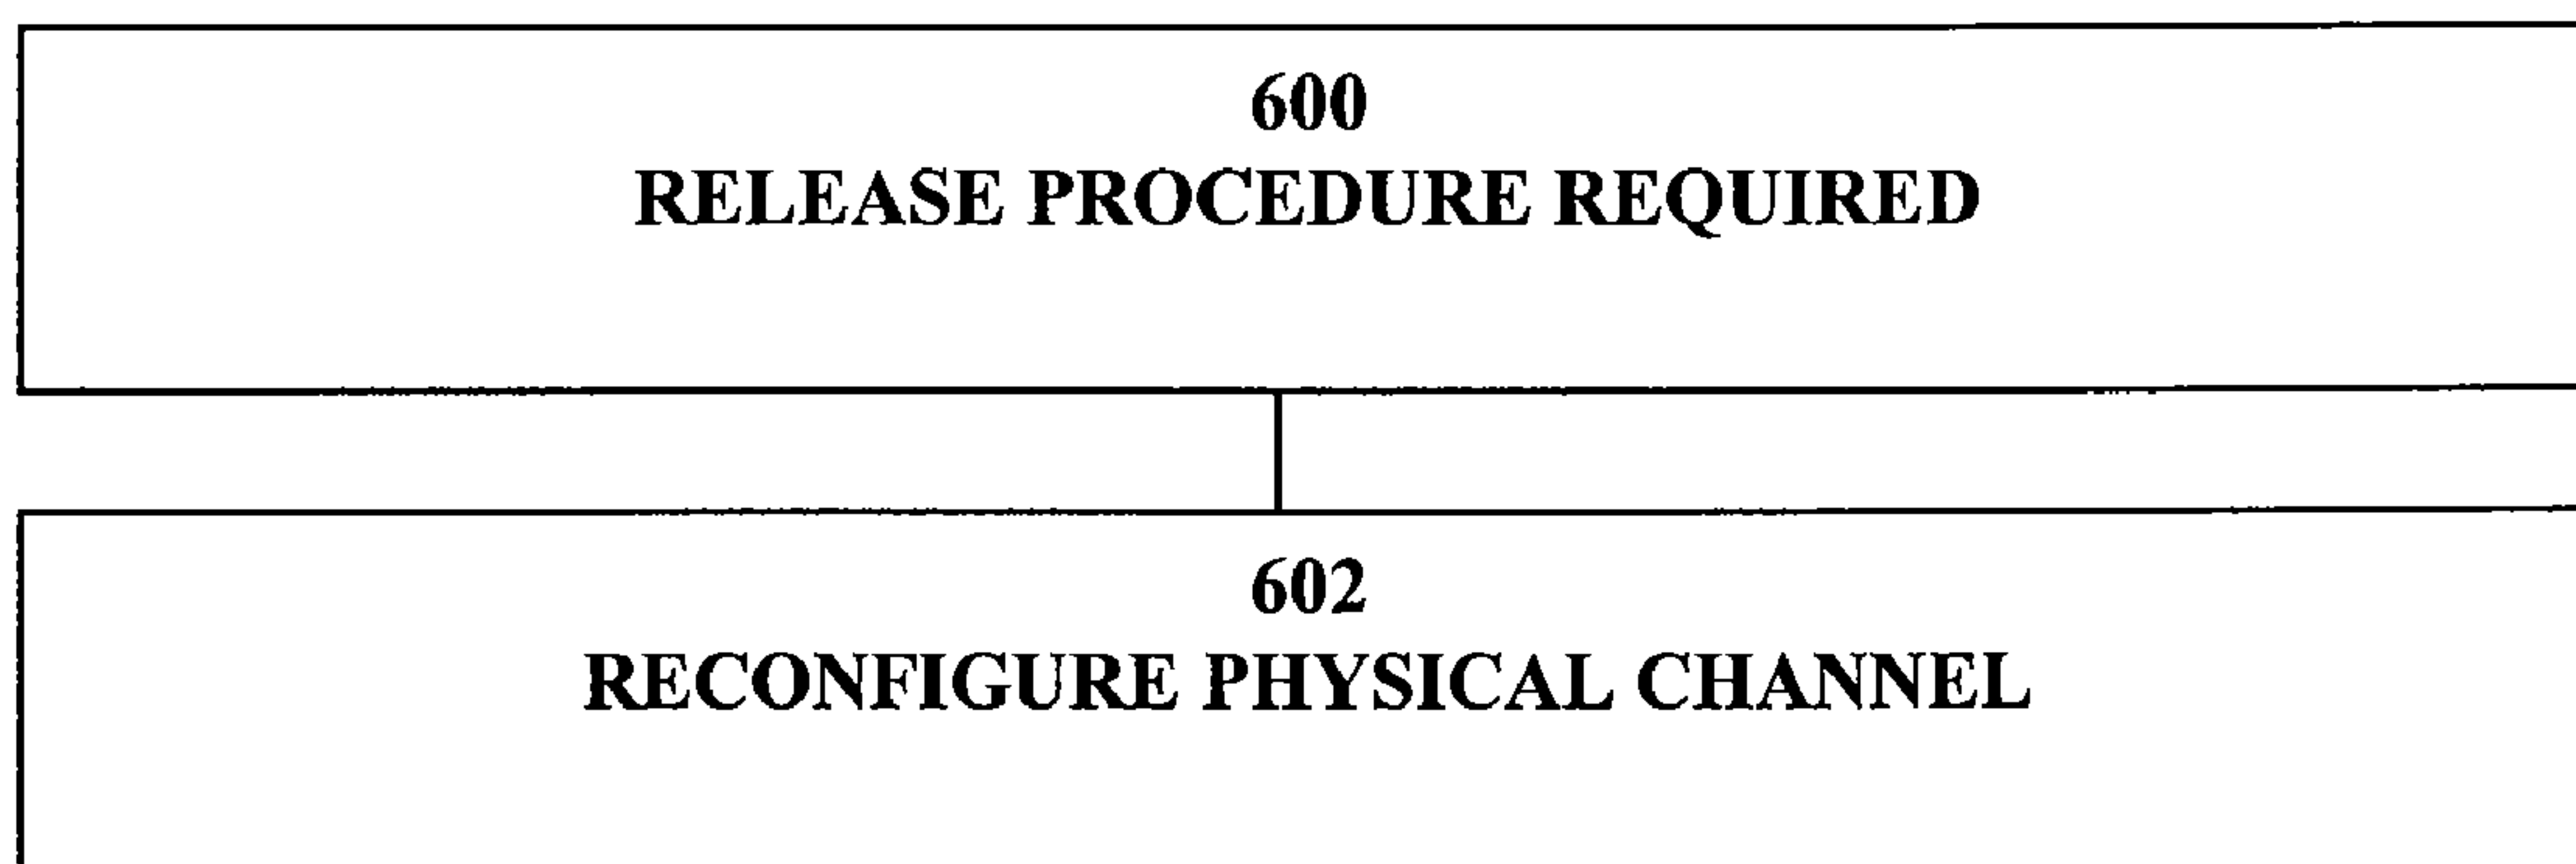 600
RELEASE PROCEDURE REQUIRED
602
RECONFIGURE PHYSICAL CHANNEL